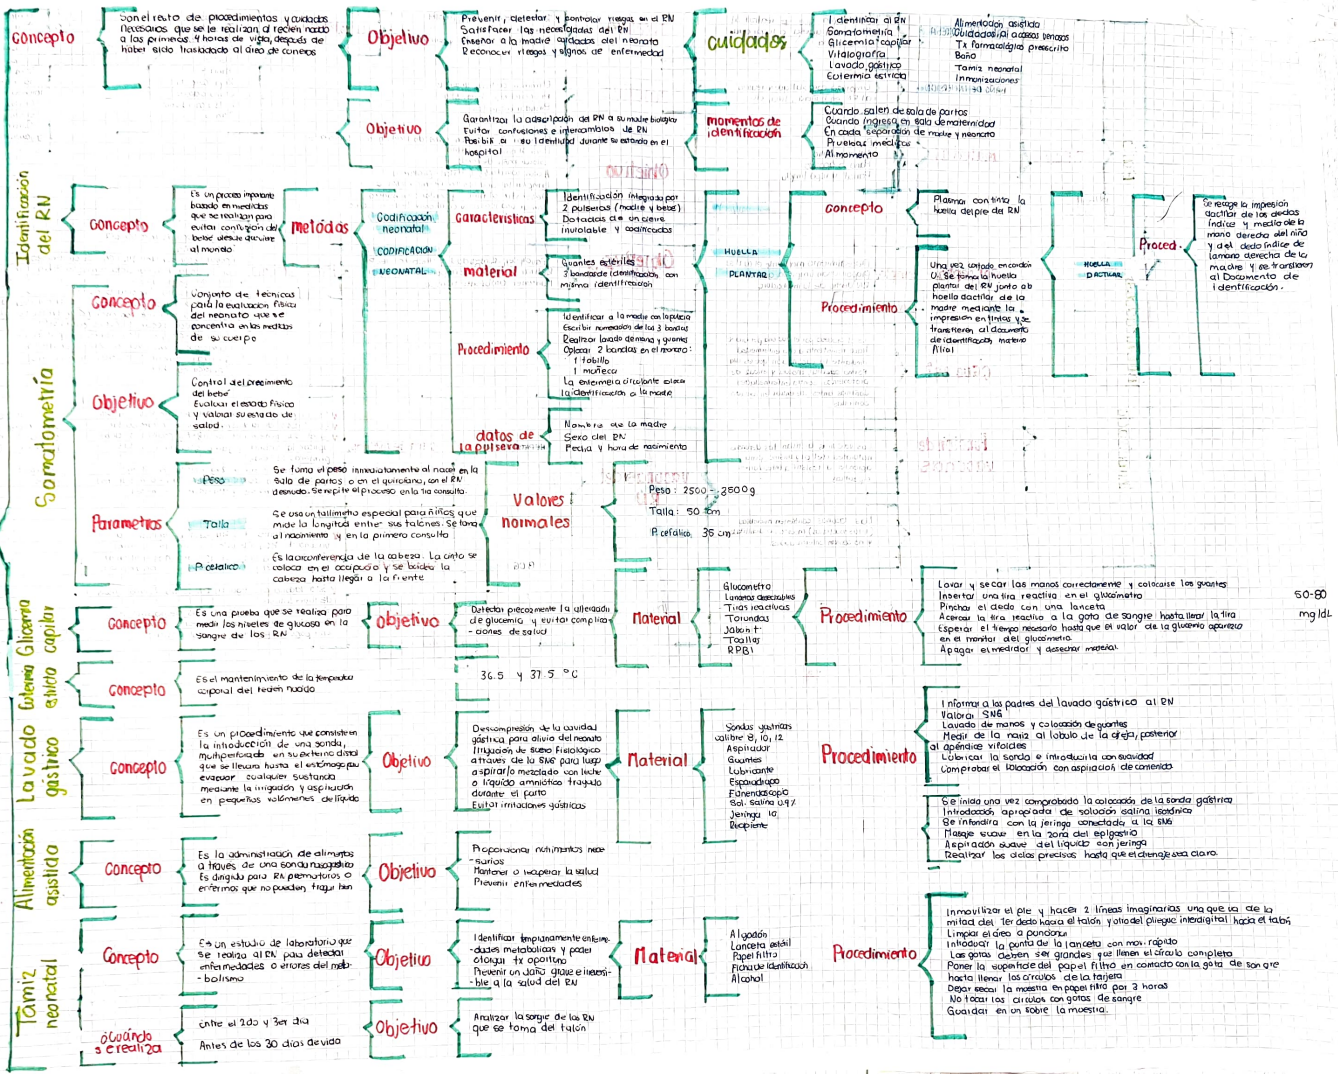 Concepto
Son el resto de procedimientos y cuidados
necesarios que se le realizan al recién nacido
a las primeras 4 horas de vida, después de
haber sido trasladado al área de cuneros
Objetivo
Prevenir, detectar y controlar riesgos en el RN
Satisfacer las necesidades del RN
Enseñar a la madre cuidados del neonato
Reconocer riesgos y signos de enfermedad
cuidados
Identificar al RN
Somatometría
Glicemia capilar
Vitalografía
Lavado gástrico
Eutermia estricta
Alimentación asistida
Cuidados al accesos venosos
Tx Farmacológico presscrito
Baño
Tamiz neonatal
Inmunizaciones
Objetivo
Garantizar la adscripción del RN a su madre biologica
Evitar confusiones e intercambios de RN
su identidad durante su estando en el
hospital
momentos de
identificación
Cuando salen de sala de partos
Cuando ingresa en sala de maternidad
En cada separación de madre y neonato
Pruebas medicas
Al momento
Identificación
del RN
concepto
Es un proceso importante
basado en medidas
que se realizan para
evitar confusion del
bebé desde que vive
al mundo
metódas
Codificación
neonatal
CODIFICACIÓN
NEONATAL
Caracteristicas
Identificación integrada por
2 pulseras (madre y bebé)
Dotadas de un cierre
inviolable y codificados
material
Guantes estériles
3 bandas de identificación con
misma identificación
Procedimiento
Identificar a la madre con la pulcia
Escribir numeración de las 3 bandas
Realizar lavado de mano y guantes
Colocar 2 bandas en el mismo:
1 tobillo
1 muñeca
La enfermera circulante coloca
la identificación a la madre
datos de
la pulsera
Nombre de la madre
Sexo del RN
Fecha y hora de nacimiento
HUELLA
PLANTAR
concepto
Plasmar con tinta la
huella del pie del RN
Procedimiento
Una vez cortado en cordón
U. Se toma la huella
plantar del RN junto ab
huella dactilar de la
madre mediante la
impresión en tintas y se
transfieren al documento
de identificación materno
Filial
HUELLA
DACTILAR
Proced.
Se recoge la impresión
dactilar de los dedos
índice y medio de la
mano derecha del niño
y del dedo índice de
la mano derecha de la
madre y se transfieren
al Documento de
identificación.
Somatometría
Concepto
Conjunto de tecnicas
para la evaluación física
del neonato que se
concentra en las medidas
de su cuerpo
Objetivo
Control del crecimiento
del bebé
Evaluar el estado físico
y valorar su estado de
salud.
Parametros
Peso
Se toma el peso inmediatamente al nacer en la
Sala de partos o en el quirofano, con el RN
desnudo. Se repite el proceso en la 1ra consulta.
Talla
Se usa un tallímetro especial para niños que
mide la longitud entre sus talones. Se toma
al nacimiento y en la primera consulta
P. cefalico
Es la circonferencia de la cabeza. La cinta se
coloca en el occipucio y se bordea la
cabeza hasta llegar a la frente
Valores
normales
Peso: 2500 - 3500 g
Talla: 50 cm
P. cefálico. 35 cm
Glicemia
capilar
Concepto
Es una prueba que se realiza para
medir los niveles de glucosa en la
sangre de los RN
objetivo
Detectar precozmente la alteración
de glucemia y evitar complica
-ciones de salud
Material
Glucometro
Lancetas desechables
Tiras reactivas
Torundas
Jabón t.
Toallas
RPBI
Procedimiento
Lavar y secar las manos correctamente y colocarse los guantes
Insertar una tira reactiva en el glucómetro
Pinchar el dedo con una lanceta
Acercar la tira reactiva a la gota de sangre hasta llenar la tira
Esperar el tiempo necesario hasta que el valor de la glucemia aparezca
en el monitor del glucómetro
Apagar el medidor y desechar material
50-80
mg/dL
Eutermia
estricta
concepto
Es el mantenimiento de la temperatura
corporal del recien nacido
36.5 y 37.5 °C
Lavado
gástrico
Concepto
Es un procedimiento que consiste en
la introducción de una sonda,
multiperforada en su extremo distal
que se llevara hasta el estómago para
evacuar cualquier sustancia
mediante la irrigación y aspiración
en pequeños volúmenes de líquido
Objetivo
Descompresión de la cavidad
gástrica para alivio del neonato
Irrigación de suero fisiológico
a través de la SNG para luego
aspirarlo mezclado con leche
o líquido amniótico tragado
durante el parto
Evitar irritaciones gástricas
Material
Sondas gástricas
calibre 8, 10, 12
Aspirador
Guantes
Lubricante
Esparadrapo
Fonendoscopio
Sol. Salina 0.9%
Jeringa 10
Recipiente
Procedimiento
Informar a los padres del lavado gástrico al RN
Valorar SNG
Lavado de manos y colocación de guantes
Medir de la nariz al lobulo de la oreja, posterior
al apéndice xifoides
Lubricar la sonda e introducirla con suavidad
Comprobar el colocación con aspiración de contenido
Se inicia una vez comprobado la colocación de la sonda gástrica
Introducción apropiada de solución salina isotónica
Se infundira con la jeringa conectada a la SNG
Masaje suave en la zona del epigastrio
Aspiración suave del liquido con jeringa
Realizar los ciclos precisos hasta que el drenaje sea claro.
Alimentación
asistida
Concepto
Es la administración de alimentos
a través de una sonda nasogástrica
Es dirigida para RN prematuros o
enfermos que no pueden tragar bien
Objetivo
Proporcionar nutrimentos nece
-sarios
Mantener o recuperar la salud
Prevenir enfermedades
Tamiz
neonatal
Concepto
Es un estudio de laboratorio que
se realiza al RN para detectar
enfermedades o errores del meta-
-bolismo
Objetivo
Identificar tempranamente enferme-
-dades metabolicas y poder
otorgar tx oportuno
Prevenir un daño grave e irreversi-
-ble a la salud del RN
Material
Algodón
Lanceta estéril
Papel filtro
Ficha de identificación
Alcohol
Procedimiento
Inmovilizar el pie y hacer 2 líneas imaginarias una que va de la
mitad del 1er dedo hacia el talón y otro del pliegue interdigital hacia el talón
Limpiar el área a puncionar
Introducir la punta de la lanceta con mov. rápido
Las gotas deben ser grandes que llenen el círculo completo
Poner la superficie del papel filtro en contacto con la gota de sangre
hasta llenar los círculos de la tarjeta
Dejar secar la muestra en papel filtro por 3 horas
No tocar los círculos con gotas de sangre
Guardar en un sobre la muestra.
¿Cuándo
se realiza
Entre el 2do y 3er día
Antes de los 30 días de vida
Objetivo
Analizar la sangre de los RN
que se toma del talón